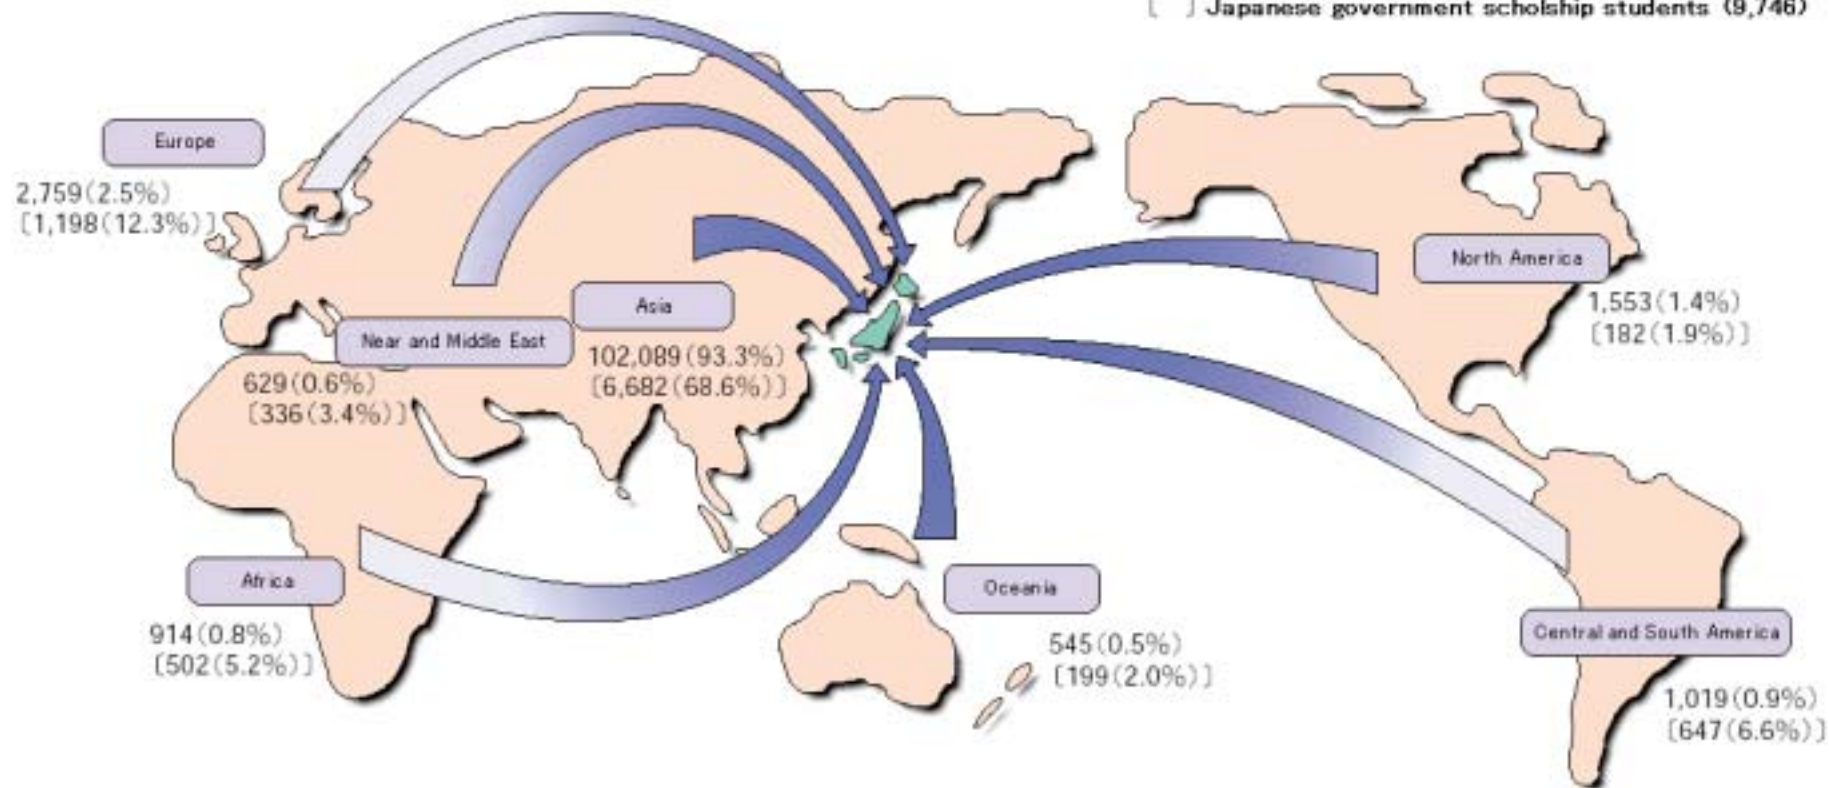 [ ] Japanese government scholship students (9,746)
Europe
2,759(2.5%)
[1,198(12.3%)]
North America
1,553(1.4%)
[182(1.9%)]
Asia
102,089(93.3%)
[6,682(68.6%)]
Near and Middle East
629(0.6%)
[336(3.4%)]
Africa
914(0.8%)
[502(5.2%)]
Oceania
545(0.5%)
[199(2.0%)]
Central and South America
1,019(0.9%)
[647(6.6%)]